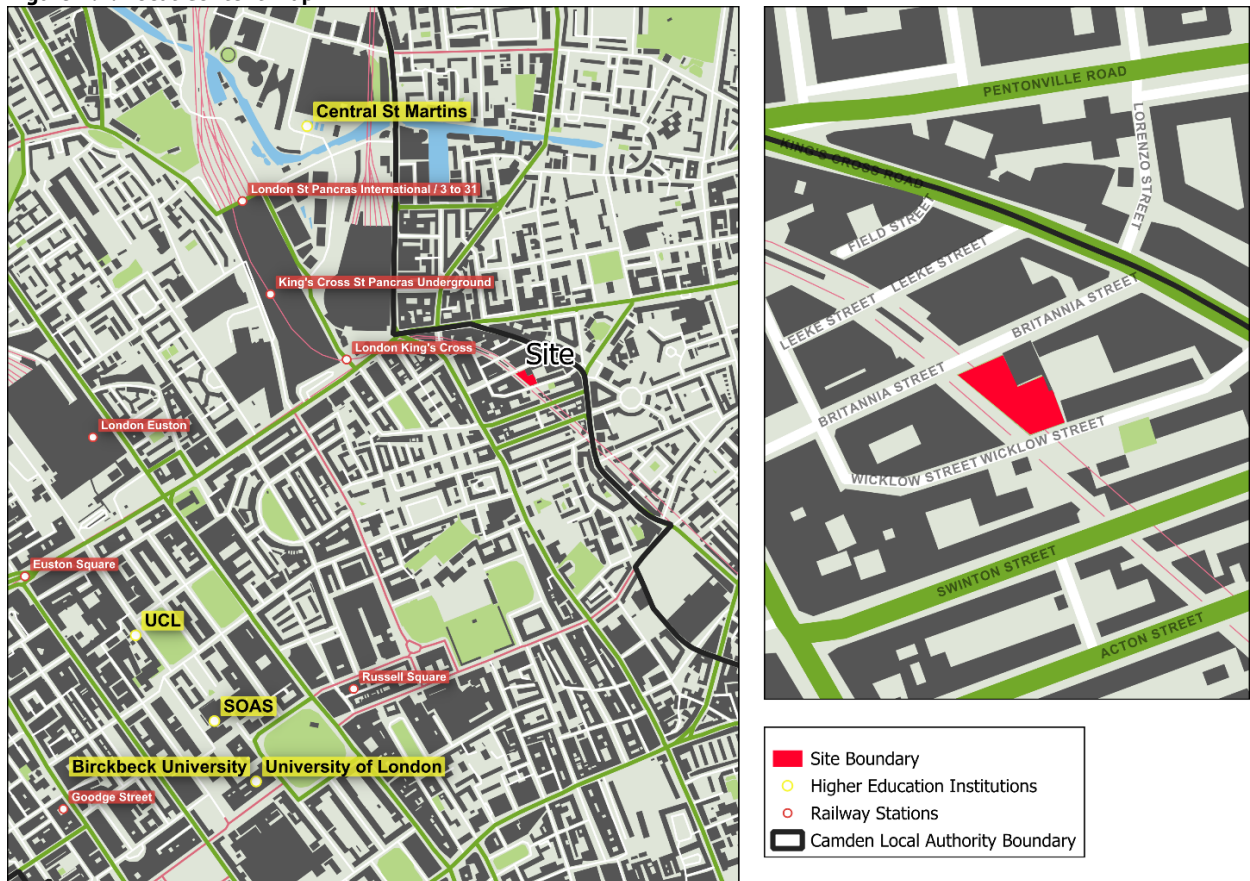 Central St Martins
London St Pancras International / 3 to 31
King's Cross St Pancras Underground
London King's Cross
Site
London Euston
Euston Square
UCL
Russell Square
SOAS
Birckbeck University
University of London
Goodge Street
PENTONVILLE ROAD
KING'S CROSS ROAD
LORENZO STREET
FIELD STREET
LEEKE STREET
LEEKE STREET
BRITANNIA STREET
BRITANNIA STREET
WICKLOW STREET
WICKLOW STREET
SWINTON STREET
ACTON STREET
Site Boundary
Higher Education Institutions
Railway Stations
Camden Local Authority Boundary